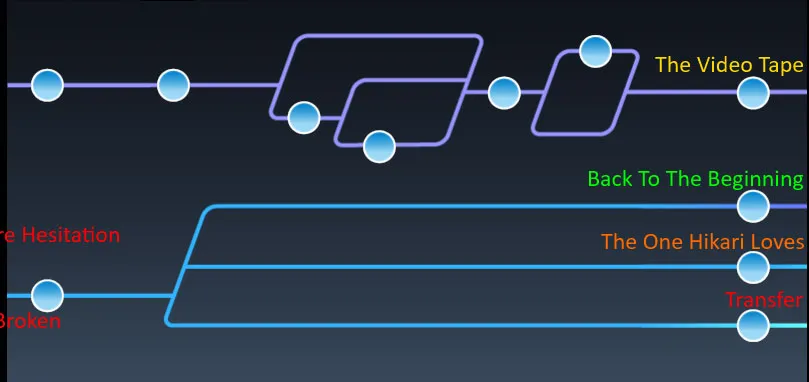 The Video Tape
Back To The Beginning
re Hesitation
The One Hikari Loves
Transfer
Broken